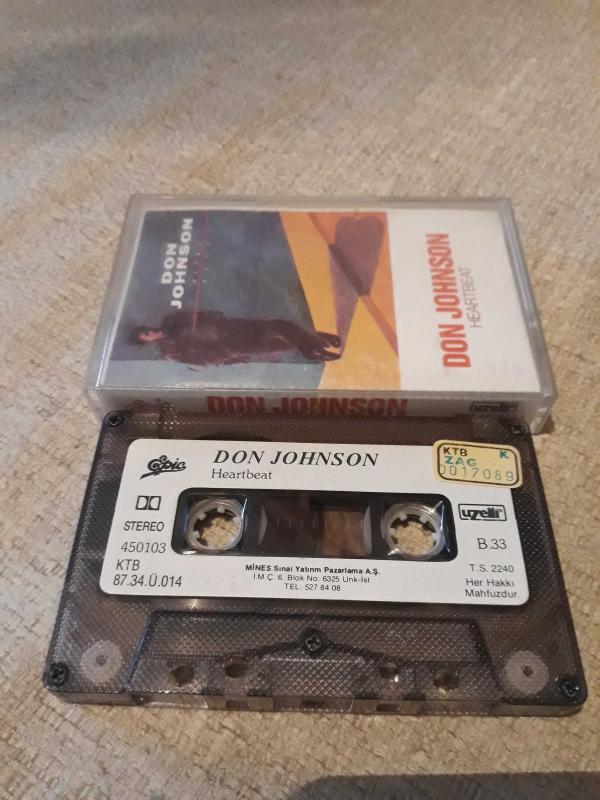 DON
JOHNSON
DON JOHNSON
HEARTBEAT
DON JOHNSON
uzelli
Epic
DON JOHNSON
Heartbeat
KTB K
ZAG
0017089
STEREO
450103
KTB
87.34.Ü.014
uzelli
B.33
T.S. 2240
Her Hakkı
Mahfuzdur.
MİNES Sınai Yatırım Pazarlama A.Ş.
İ.M.Ç. 6. Blok No: 6325 Unk-İst.
TEL: 527 84 08